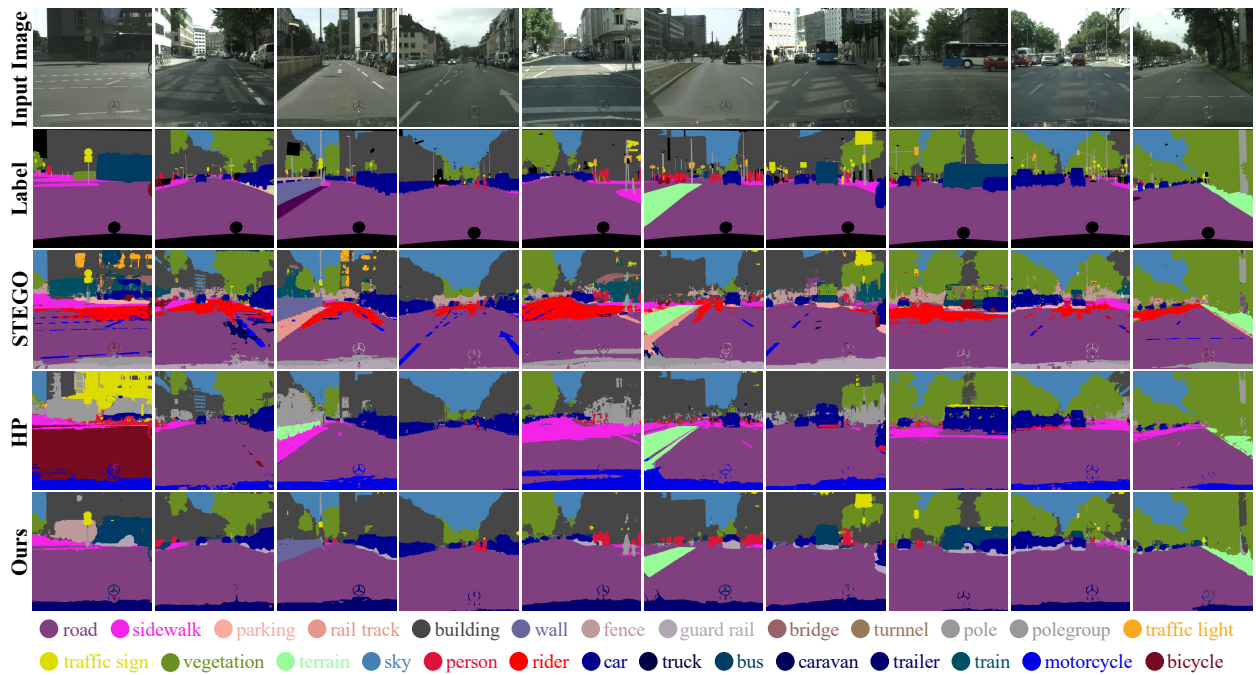 Input Image
Label
STEGO
HP
Ours
road sidewalk parking rail track building wall fence guard rail bridge turnnel pole polegroup traffic light
traffic sign vegetation terrain sky person rider car truck bus caravan trailer train motorcycle bicycle